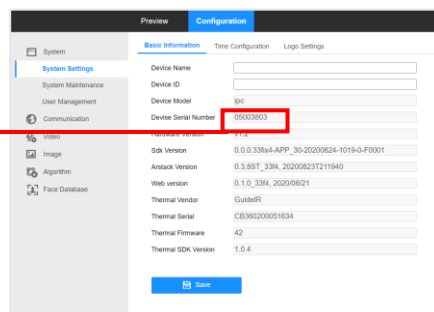 Preview Configuration
Basic Information Time Configuration Logo Settings
System
System Settings
System Maintenance
User Management
Communication
Video
Image
Algorithm
Face Database
Device Name
Device ID
Device Model ipc
Devise Serial Number 05003803
Hardware Version V1.2
Sdk Version 0.0.0.33fix4-APP_30-20200824-1019-0-F0001
Arstack Version 0.3.8ST_33f4, 20200823T211940
Web version 0.1.0_33f4, 2020/08/21
Thermal Vendor GuideIR
Thermal Serial CB360200051634
Thermal Firmware 42
Thermal SDK Version 1.0.4
Save